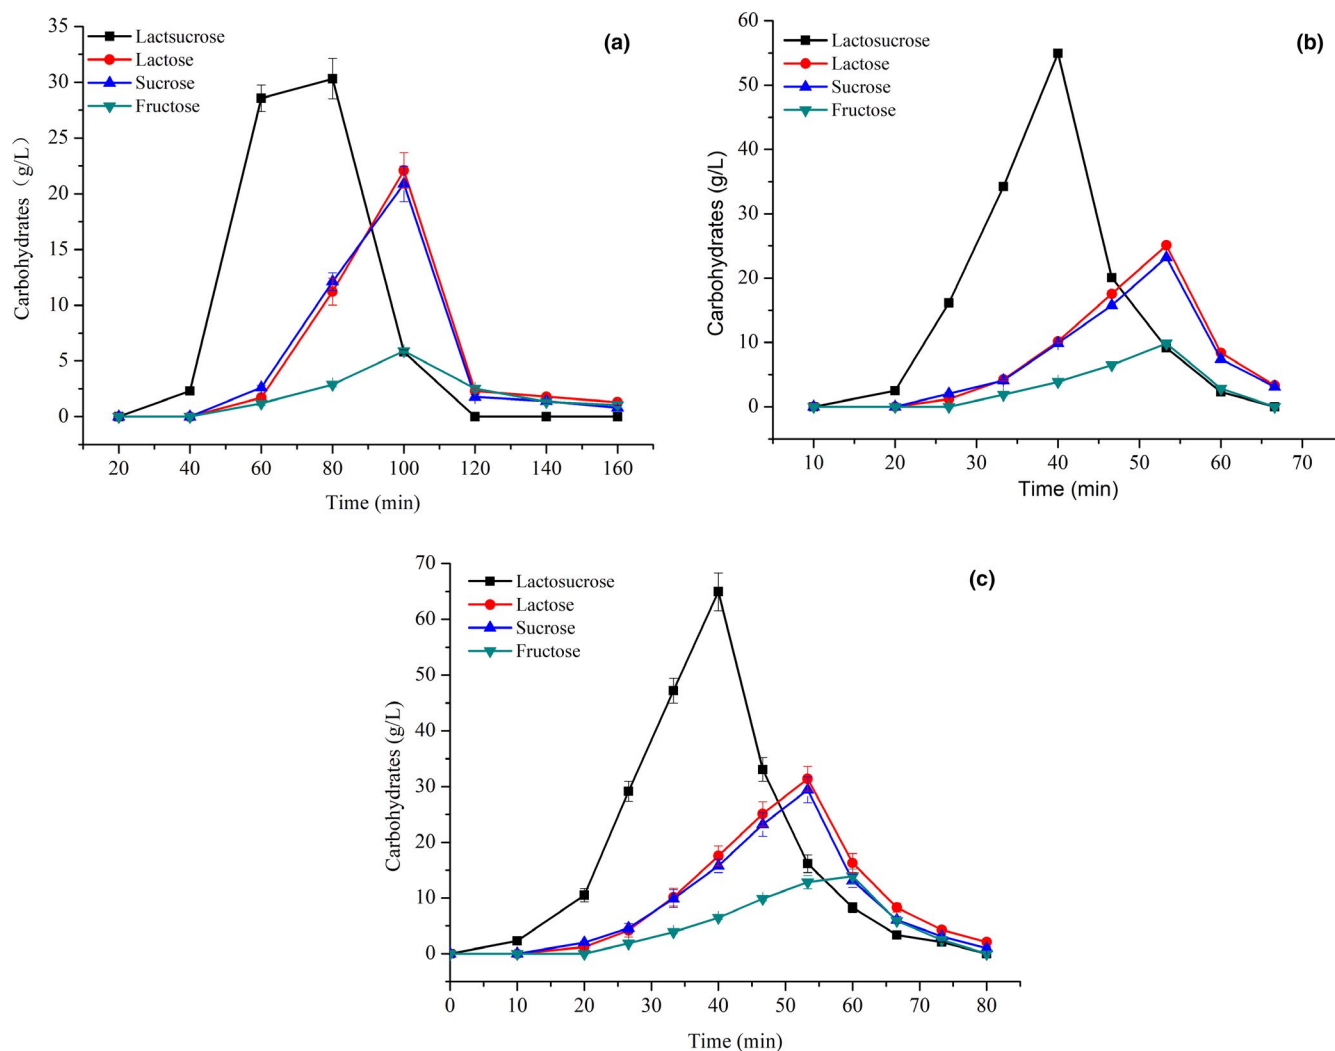 (a)
Lactsucrose
Lactose
Sucrose
Fructose
35
30
25
20
15
10
5
0
Carbohydrates (g/L)
20 40 60 80 100 120 140 160
Time (min)
(b)
Lactosucrose
Lactose
Sucrose
Fructose
60
50
40
30
20
10
0
Carbohydrates (g/L)
10 20 30 40 50 60 70
Time (min)
(c)
Lactosucrose
Lactose
Sucrose
Fructose
70
60
50
40
30
20
10
0
Carbohydrates (g/L)
0 10 20 30 40 50 60 70 80
Time (min)